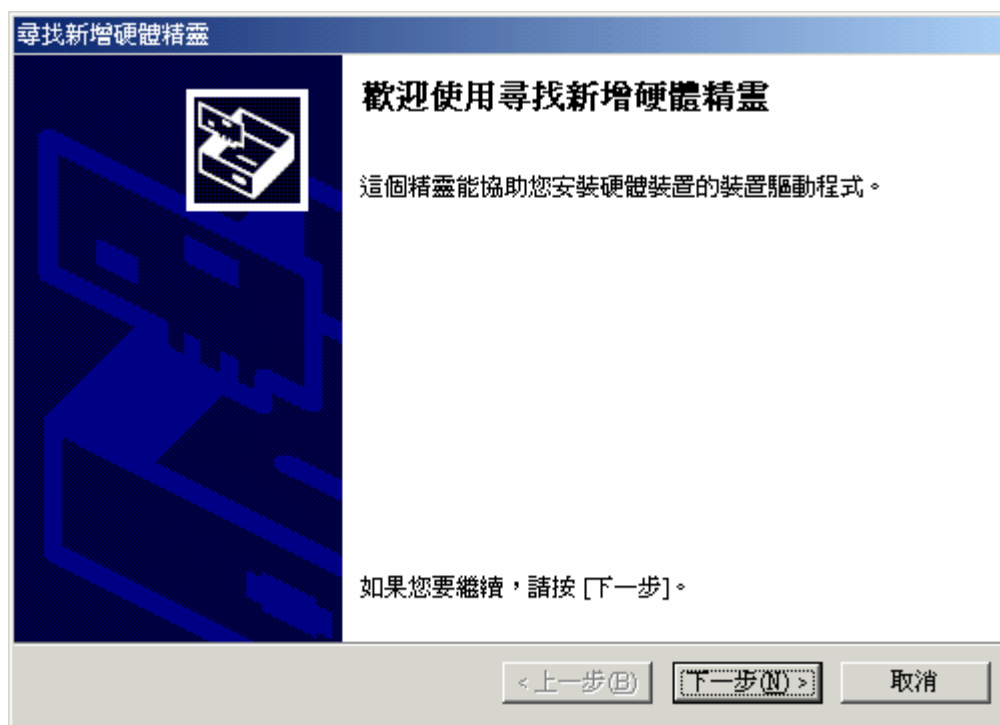 尋找新增硬體精靈
歡迎使用尋找新增硬體精靈
這個精靈能協助您安裝硬體裝置的裝置驅動程式。
如果您要繼續，請按 [下一步]。
< 上一步(B)
下一步(N) >
取消